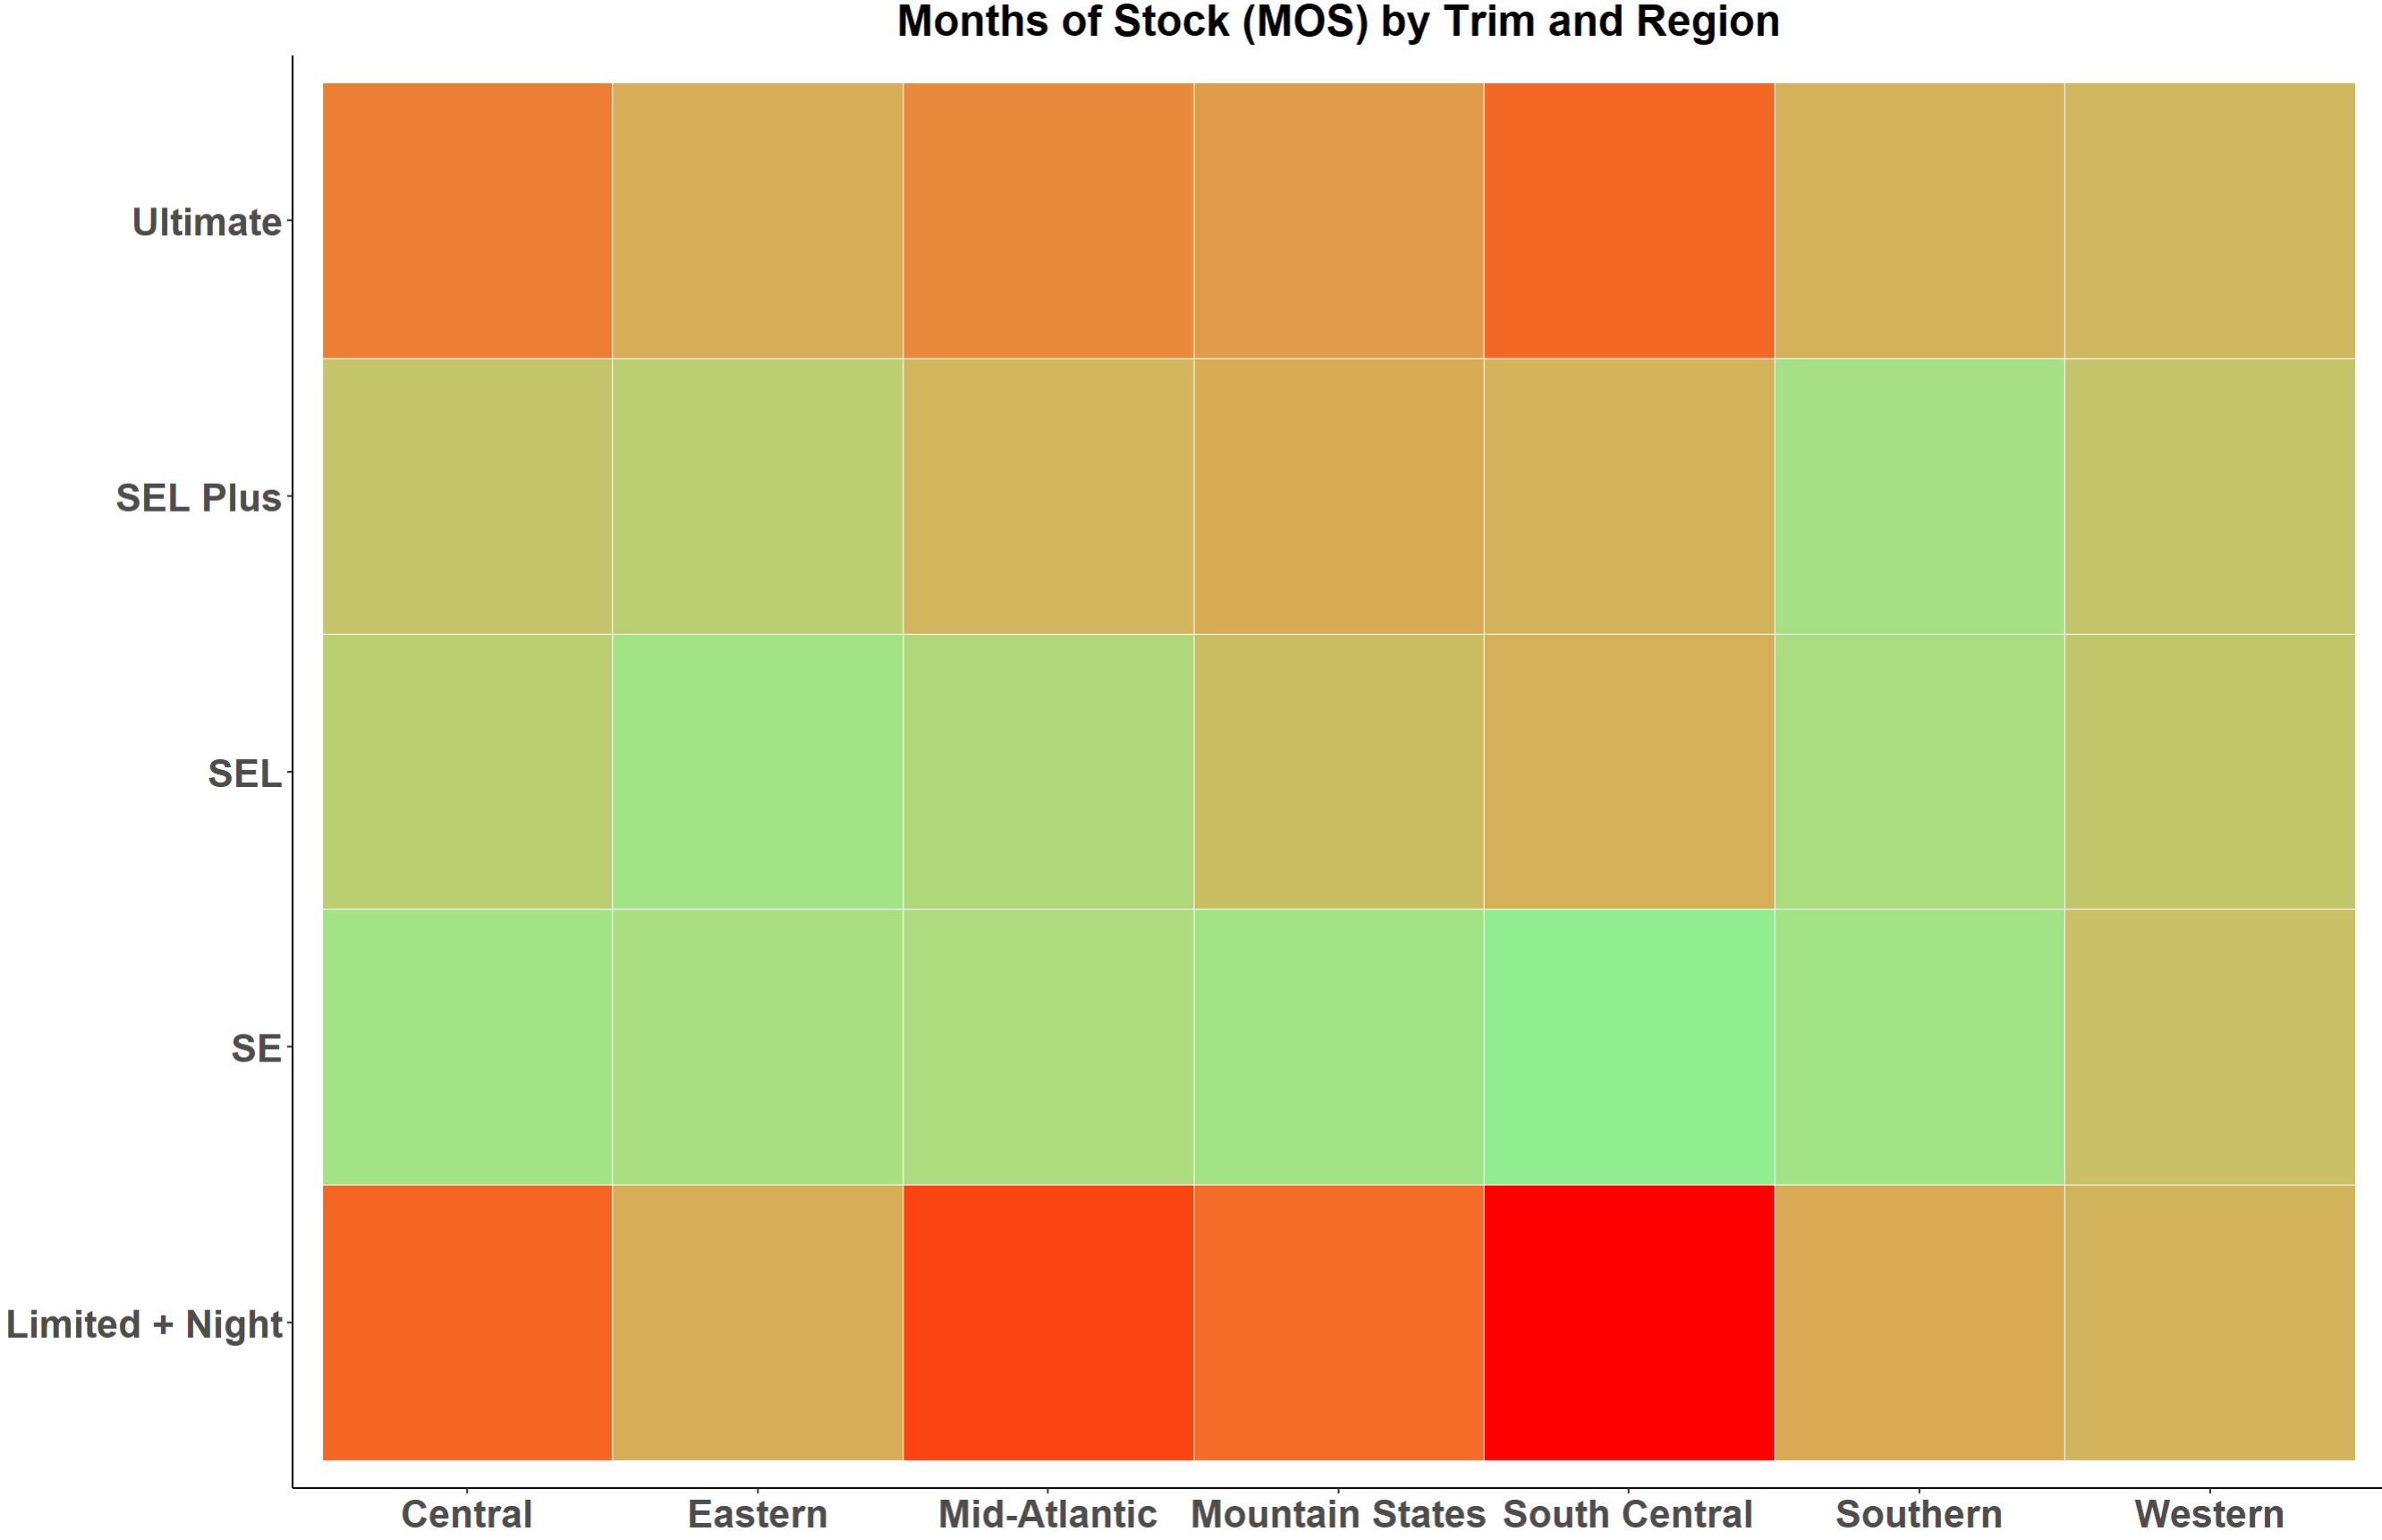 Months of Stock (MOS) by Trim and Region
Ultimate
SEL Plus
SEL
SE
Limited + Night
Central Eastern Mid-Atlantic Mountain States South Central Southern Western